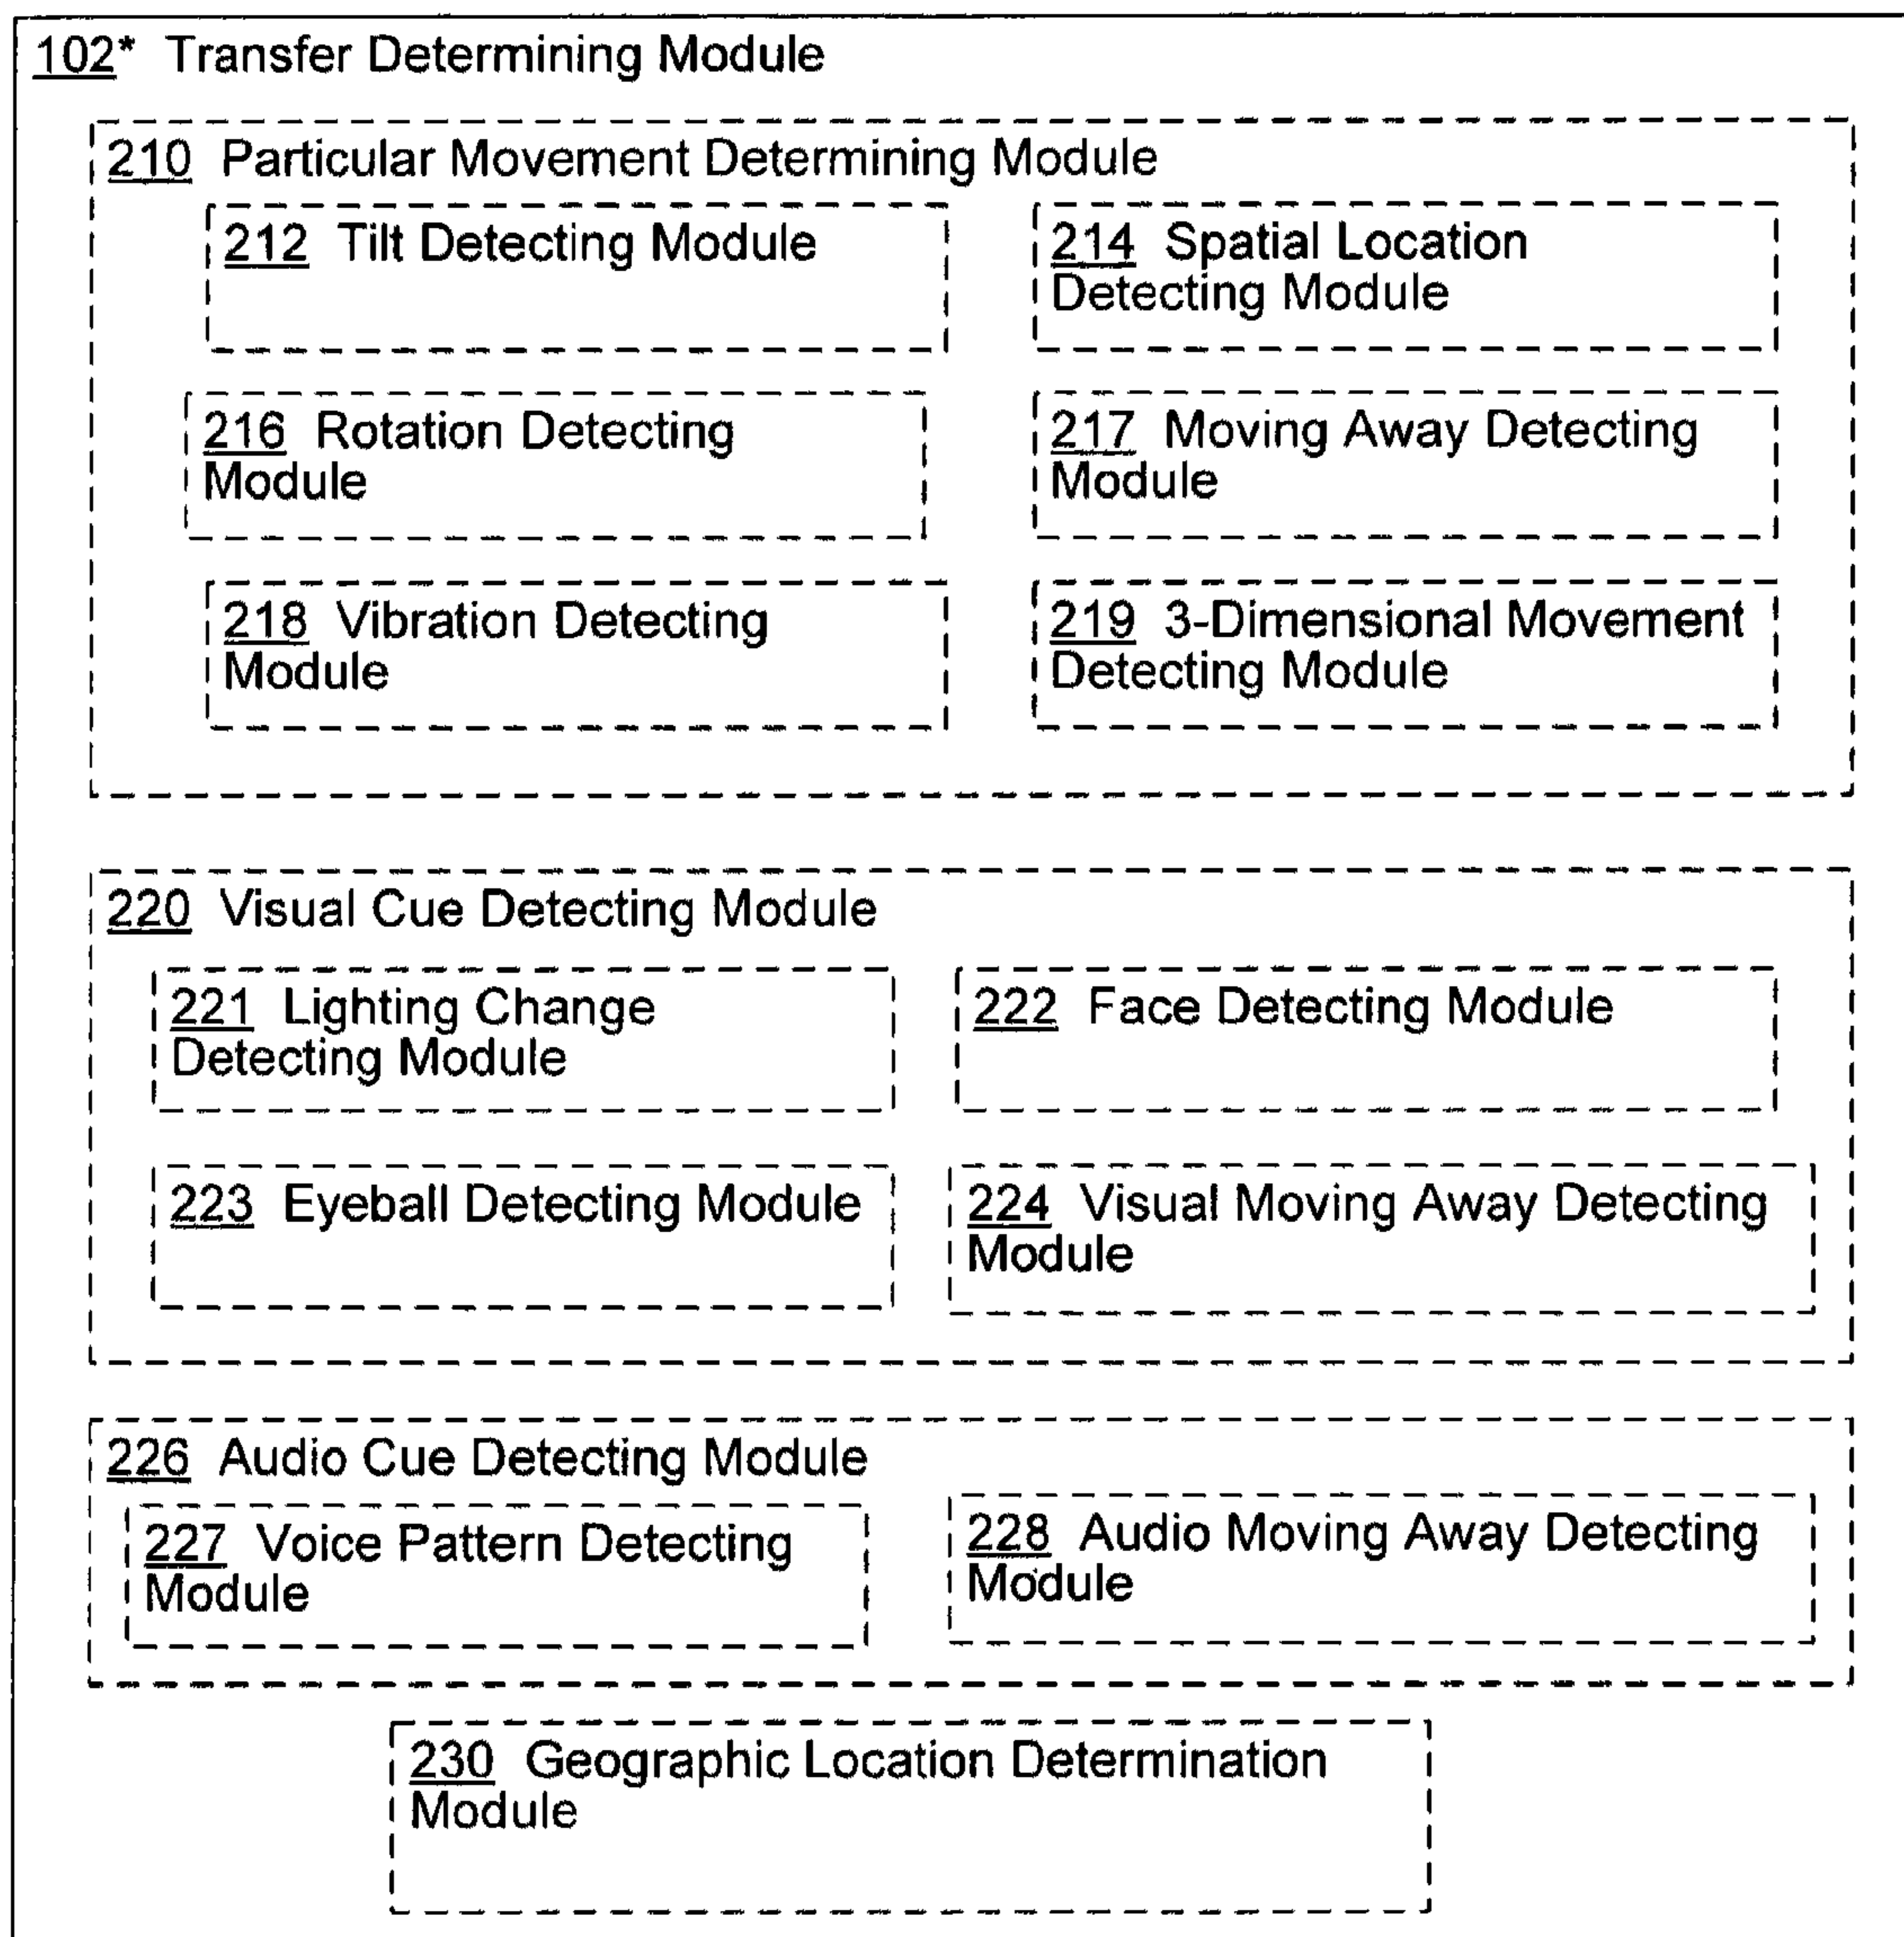 102* Transfer Determining Module
210 Particular Movement Determining Module
212 Tilt Detecting Module
214 Spatial Location
Detecting Module
216 Rotation Detecting
Module
217 Moving Away Detecting
Module
218 Vibration Detecting
Module
219 3-Dimensional Movement
Detecting Module
220 Visual Cue Detecting Module
221 Lighting Change
Detecting Module
222 Face Detecting Module
223 Eyeball Detecting Module
224 Visual Moving Away Detecting
Module
226 Audio Cue Detecting Module
227 Voice Pattern Detecting
Module
228 Audio Moving Away Detecting
Module
230 Geographic Location Determination
Module